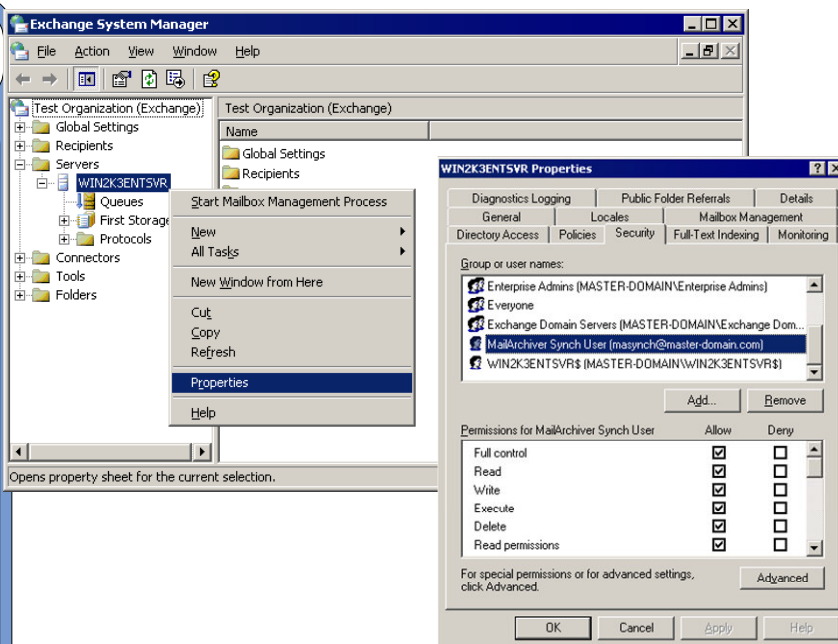 Exchange System Manager
File Action View Window Help
Test Organization (Exchange)
Global Settings
Recipients
Servers
WIN2K3ENTSVR
Queues
First Storage
Protocols
Connectors
Tools
Folders
Test Organization (Exchange)
Name
Global Settings
Recipients
Start Mailbox Management Process
New
All Tasks
New Window from Here
Cut
Copy
Refresh
Properties
Help
Opens property sheet for the current selection.
WIN2K3ENTSVR Properties
Diagnostics Logging Public Folder Referrals Details
General Locales Mailbox Management
Directory Access Policies Security Full-Text Indexing Monitoring
Group or user names:
Enterprise Admins (MASTER-DOMAIN\Enterprise Admins)
Everyone
Exchange Domain Servers (MASTER-DOMAIN\Exchange Dom...
MailArchiver Synch User (masynch@master-domain.com)
WIN2K3ENTSVR$ (MASTER-DOMAIN\WIN2K3ENTSVR$)
Add... Remove
Permissions for MailArchiver Synch User Allow Deny
Full control
Read
Write
Execute
Delete
Read permissions
For special permissions or for advanced settings,
click Advanced.
Advanced
OK Cancel Apply Help